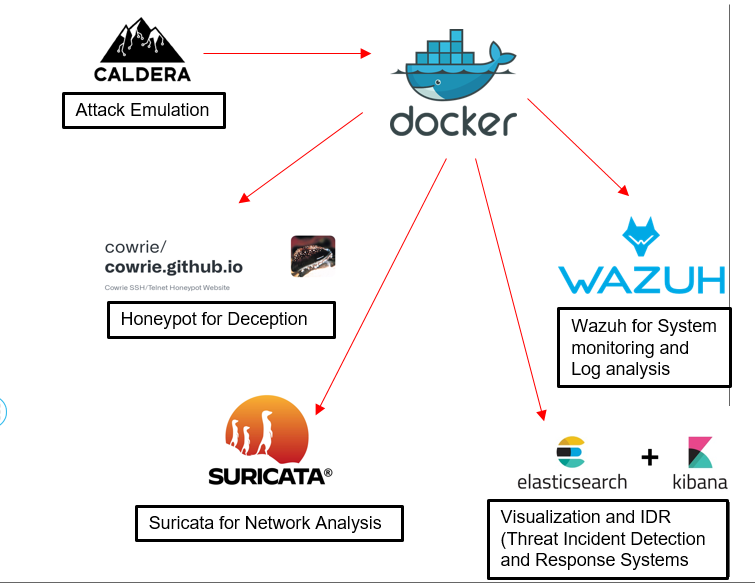 CALDERA
Attack Emulation
docker
cowrie/
cowrie.github.io
Cowrie SSH/Telnet Honeypot Website
Honeypot for Deception
WAZUH
Wazuh for System
monitoring and
Log analysis
SURICATA®
Suricata for Network Analysis
elasticsearch + kibana
Visualization and IDR
(Threat Incident Detection
and Response Systems